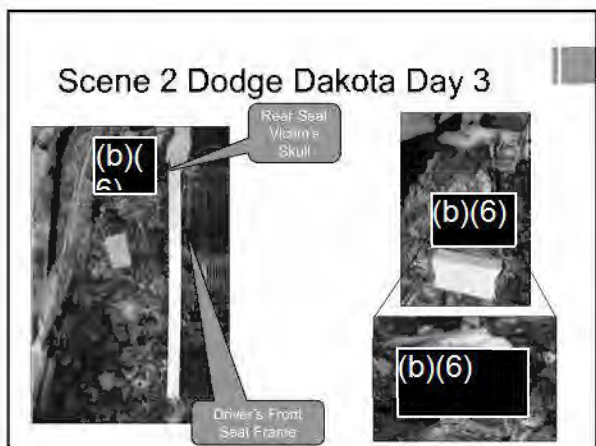 Scene 2 Dodge Dakota Day 3
Rear Seat
Victim's
Skull
(b)(
6)
(b)(6)
(b)(6)
Driver's Front
Seat Frame